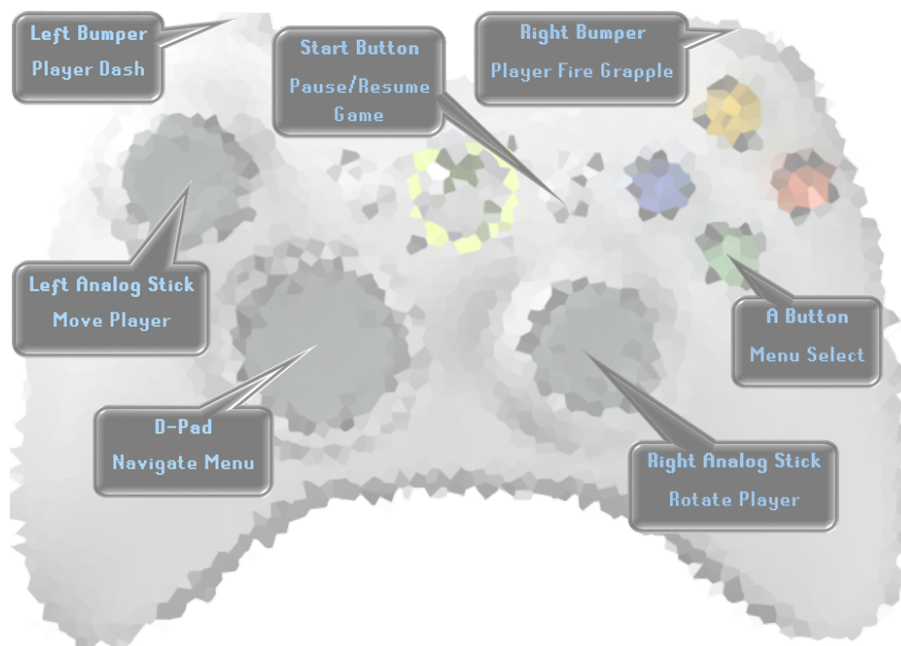 Left Bumper
Player Dash
Start Button
Pause/Resume
Game
Right Bumper
Player Fire Grapple
Left Analog Stick
Move Player
A Button
Menu Select
D-Pad
Navigate Menu
Right Analog Stick
Rotate Player